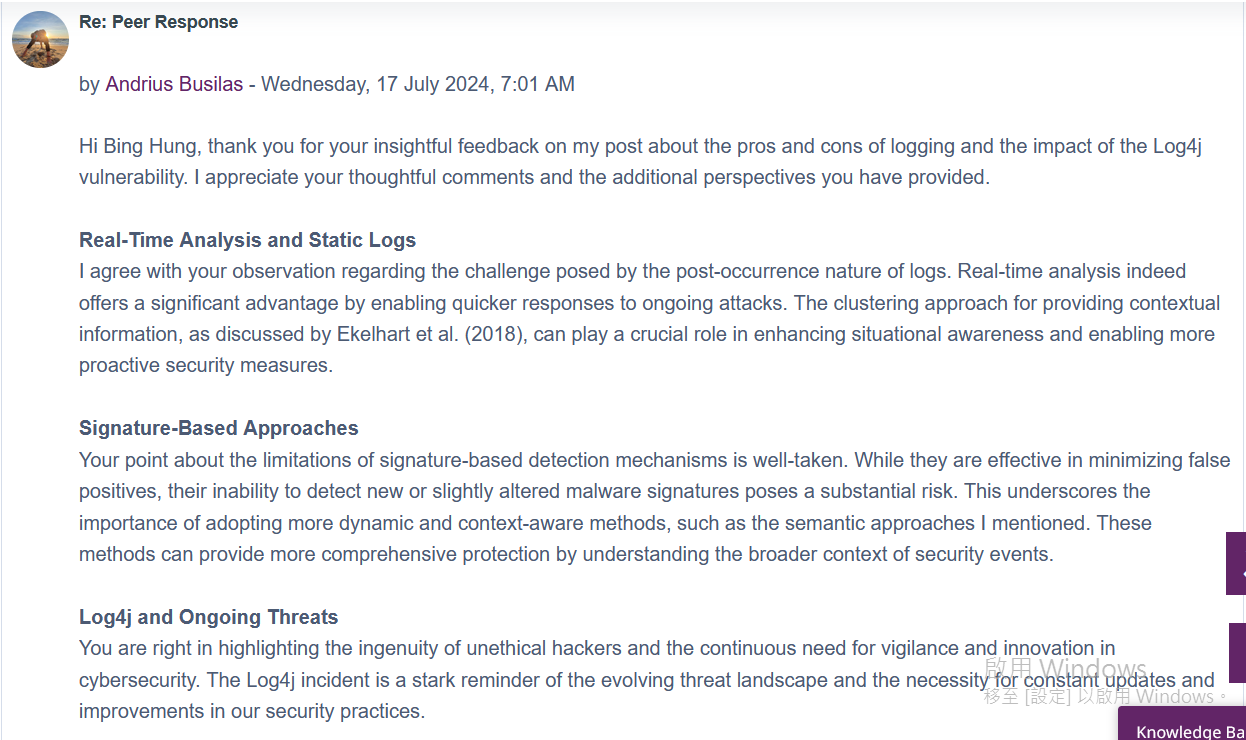 Re: Peer Response
by Andrius Busilas - Wednesday, 17 July 2024, 7:01 AM
Hi Bing Hung, thank you for your insightful feedback on my post about the pros and cons of logging and the impact of the Log4j
vulnerability. I appreciate your thoughtful comments and the additional perspectives you have provided.
Real-Time Analysis and Static Logs
I agree with your observation regarding the challenge posed by the post-occurrence nature of logs. Real-time analysis indeed
offers a significant advantage by enabling quicker responses to ongoing attacks. The clustering approach for providing contextual
information, as discussed by Ekelhart et al. (2018), can play a crucial role in enhancing situational awareness and enabling more
proactive security measures.
Signature-Based Approaches
Your point about the limitations of signature-based detection mechanisms is well-taken. While they are effective in minimizing false
positives, their inability to detect new or slightly altered malware signatures poses a substantial risk. This underscores the
importance of adopting more dynamic and context-aware methods, such as the semantic approaches I mentioned. These
methods can provide more comprehensive protection by understanding the broader context of security events.
Log4j and Ongoing Threats
You are right in highlighting the ingenuity of unethical hackers and the continuous need for vigilance and innovation in
cybersecurity. The Log4j incident is a stark reminder of the evolving threat landscape and the necessity for constant updates and
improvements in our security practices.
啟用 Windows
移至 [設定] 以啟用 Windows。
Knowledge Ba